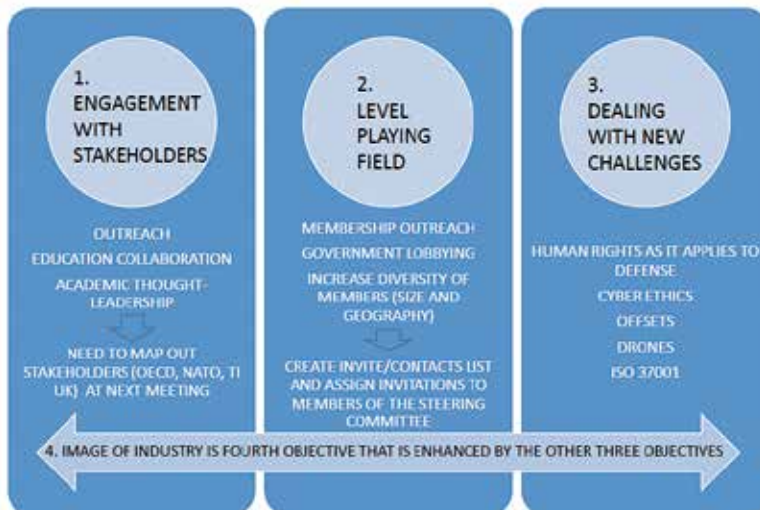 1.
ENGAGEMENT
WITH
STAKEHOLDERS
OUTREACH
EDUCATION COLLABORATION
ACADEMIC THOUGHT-
LEADERSHIP
NEED TO MAP OUT
STAKEHOLDERS (OECD, NATO, TI
UK) AT NEXT MEETING
2.
LEVEL
PLAYING
FIELD
MEMBERSHIP OUTREACH
GOVERNMENT LOBBYING
INCREASE DIVERSITY OF
MEMBERS (SIZE AND
GEOGRAPHY)
CREATE INVITE/CONTACTS LIST
AND ASSIGN INVITATIONS TO
MEMBERS OF THE STEERING
COMMITTEE
3.
DEALING
WITH NEW
CHALLENGES
HUMAN RIGHTS AS IT APPLIES TO
DEFENSE
CYBER ETHICS
OFFSETS
DRONES
ISO 37001
4. IMAGE OF INDUSTRY IS FOURTH OBJECTIVE THAT IS ENHANCED BY THE OTHER THREE OBJECTIVES